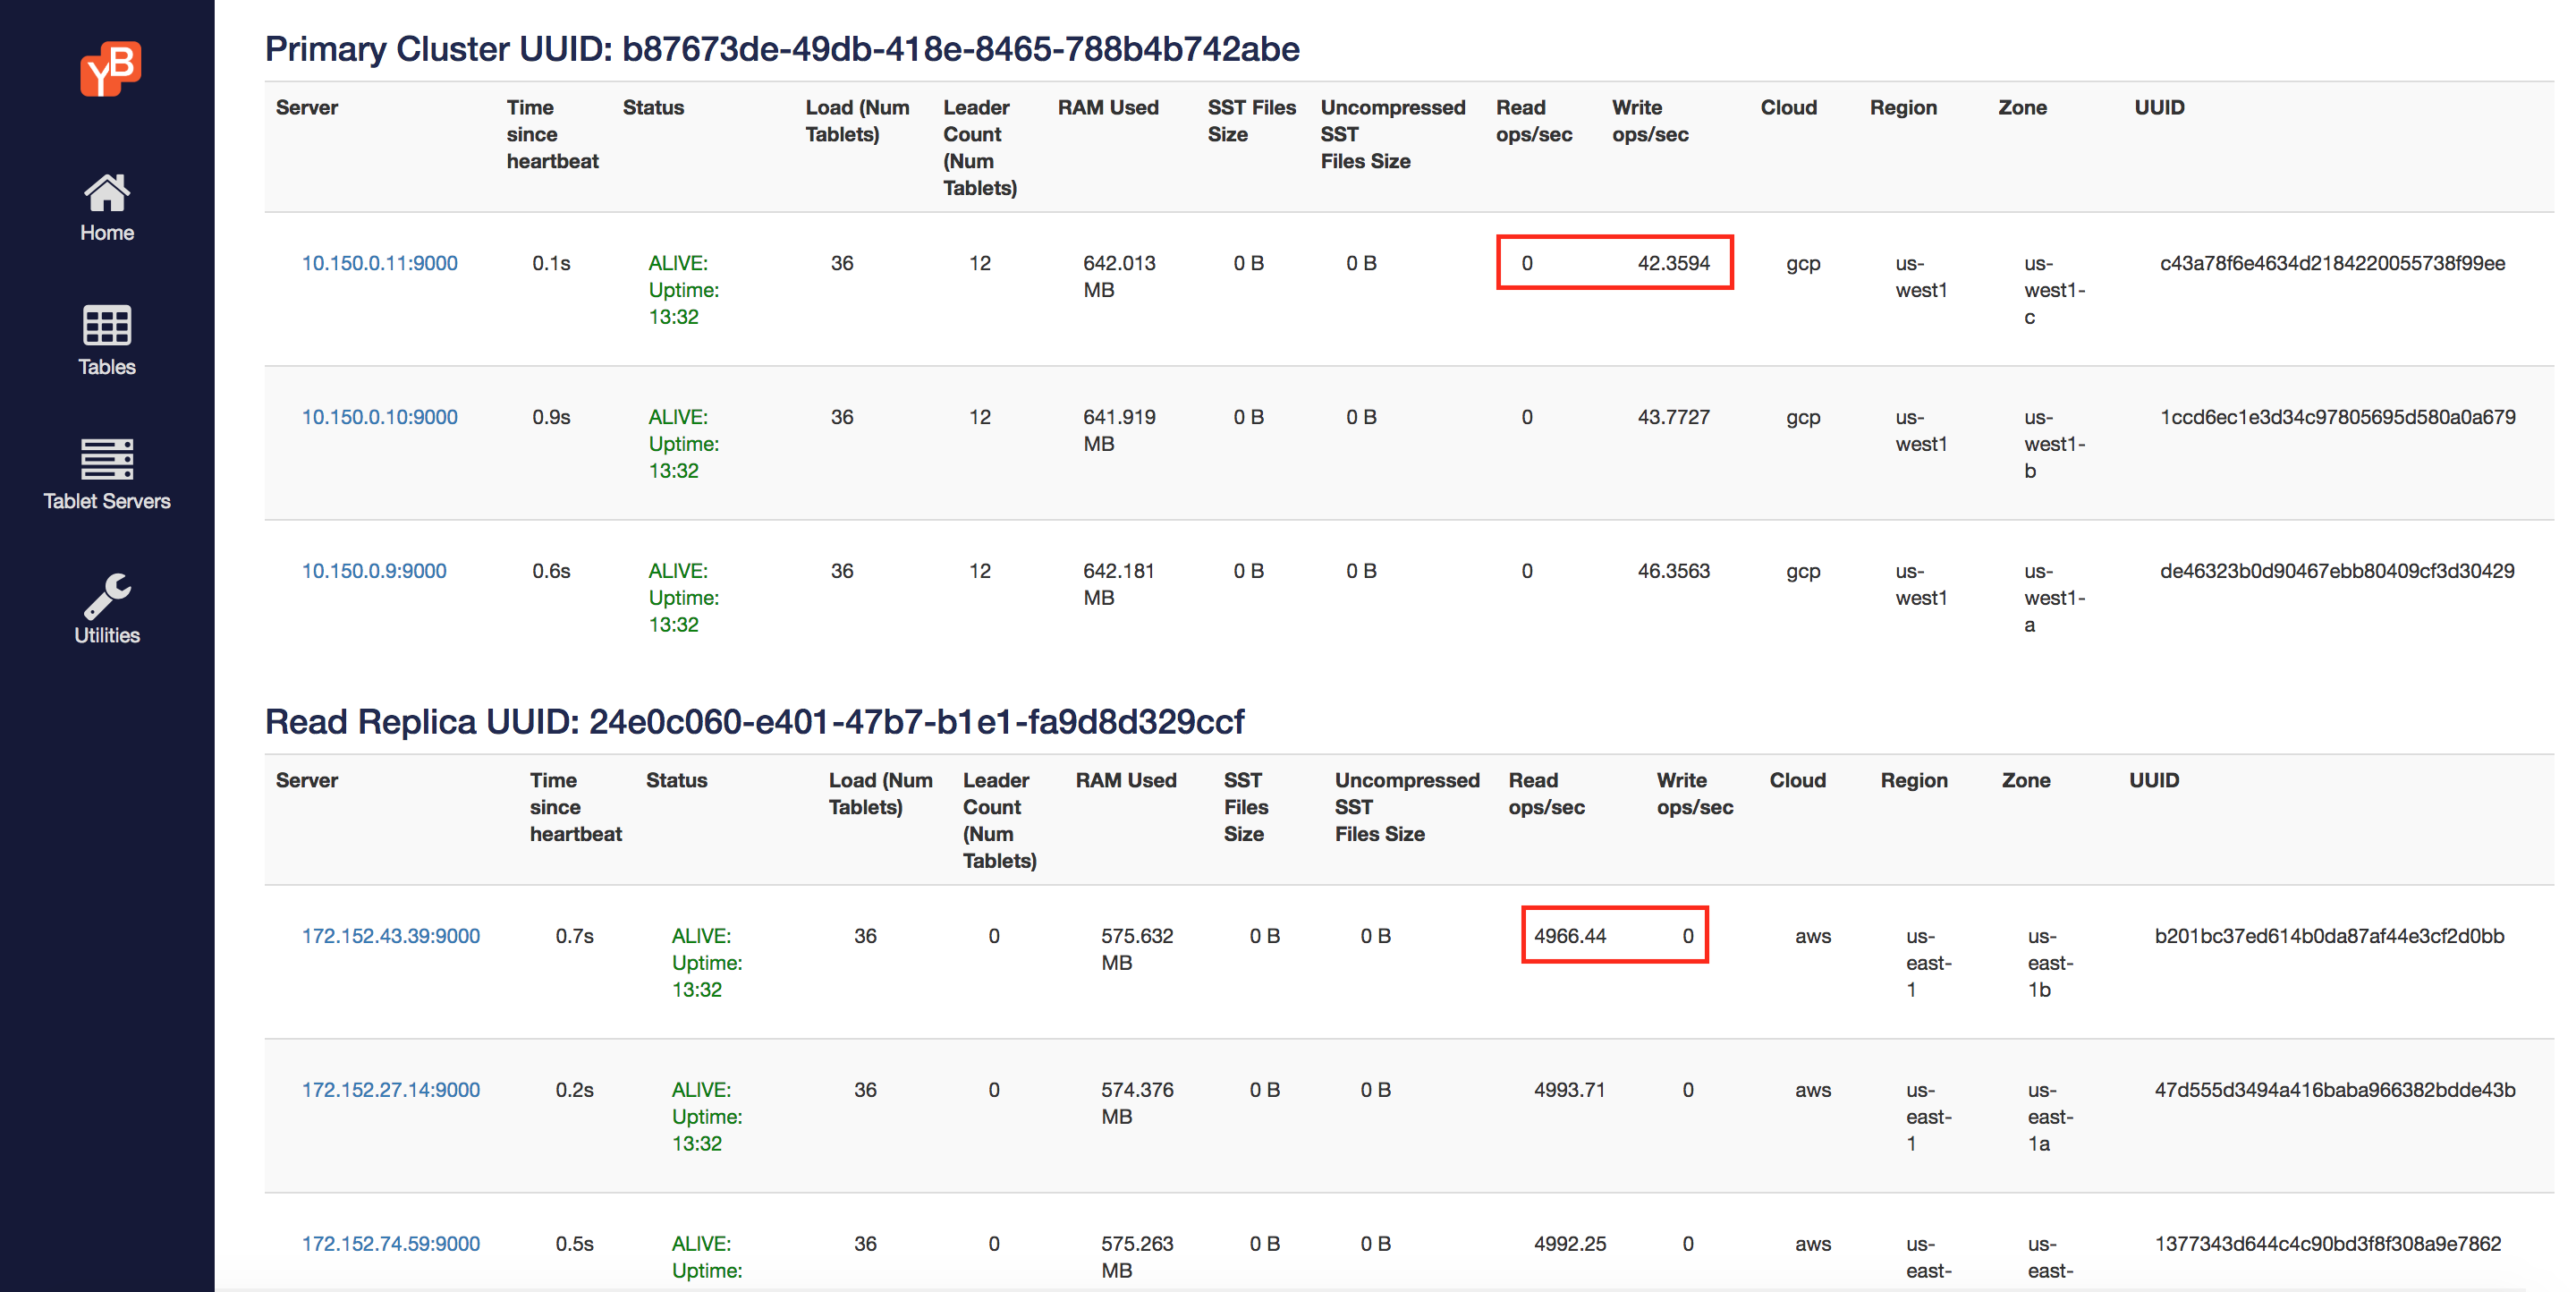 YB
Home
Tables
Tablet Servers
Utilities
Primary Cluster UUID: b87673de-49db-418e-8465-788b4b742abe
Server Time since heartbeat Status Load (Num Tablets) Leader Count (Num Tablets) RAM Used SST Files Size Uncompressed SST Files Size Read ops/sec Write ops/sec Cloud Region Zone UUID
10.150.0.11:9000 0.1s ALIVE: Uptime: 13:32 36 12 642.013 MB 0 B 0 B 0 42.3594 gcp us-west1 us-west1-c c43a78f6e4634d2184220055738f99ee
10.150.0.10:9000 0.9s ALIVE: Uptime: 13:32 36 12 641.919 MB 0 B 0 B 0 43.7727 gcp us-west1 us-west1-b 1ccd6ec1e3d34c97805695d580a0a679
10.150.0.9:9000 0.6s ALIVE: Uptime: 13:32 36 12 642.181 MB 0 B 0 B 0 46.3563 gcp us-west1 us-west1-a de46323b0d90467ebb80409cf3d30429
Read Replica UUID: 24e0c060-e401-47b7-b1e1-fa9d8d329ccf
Server Time since heartbeat Status Load (Num Tablets) Leader Count (Num Tablets) RAM Used SST Files Size Uncompressed SST Files Size Read ops/sec Write ops/sec Cloud Region Zone UUID
172.152.43.39:9000 0.7s ALIVE: Uptime: 13:32 36 0 575.632 MB 0 B 0 B 4966.44 0 aws us-east-1 us-east-1b b201bc37ed614b0da87af44e3cf2d0bb
172.152.27.14:9000 0.2s ALIVE: Uptime: 13:32 36 0 574.376 MB 0 B 0 B 4993.71 0 aws us-east-1 us-east-1a 47d555d3494a416baba966382bdde43b
172.152.74.59:9000 0.5s ALIVE: Uptime: 36 0 575.263 MB 0 B 0 B 4992.25 0 aws us-east- us-east- 1377343d644c4c90bd3f8f308a9e7862